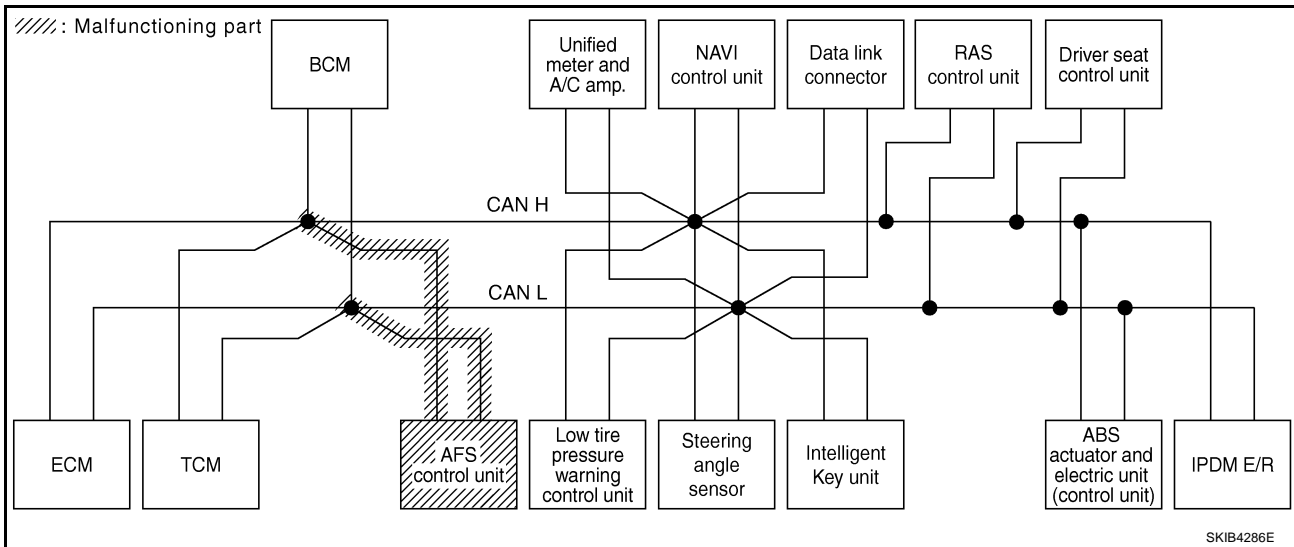 : Malfunctioning part
BCM
Unified
meter and
A/C amp.
NAVI
control unit
Data link
connector
RAS
control unit
Driver seat
control unit
CAN H
CAN L
ECM
TCM
AFS
control unit
Low tire
pressure
warning
control unit
Steering
angle
sensor
Intelligent
Key unit
ABS
actuator and
electric unit
(control unit)
IPDM E/R
SKIB4286E